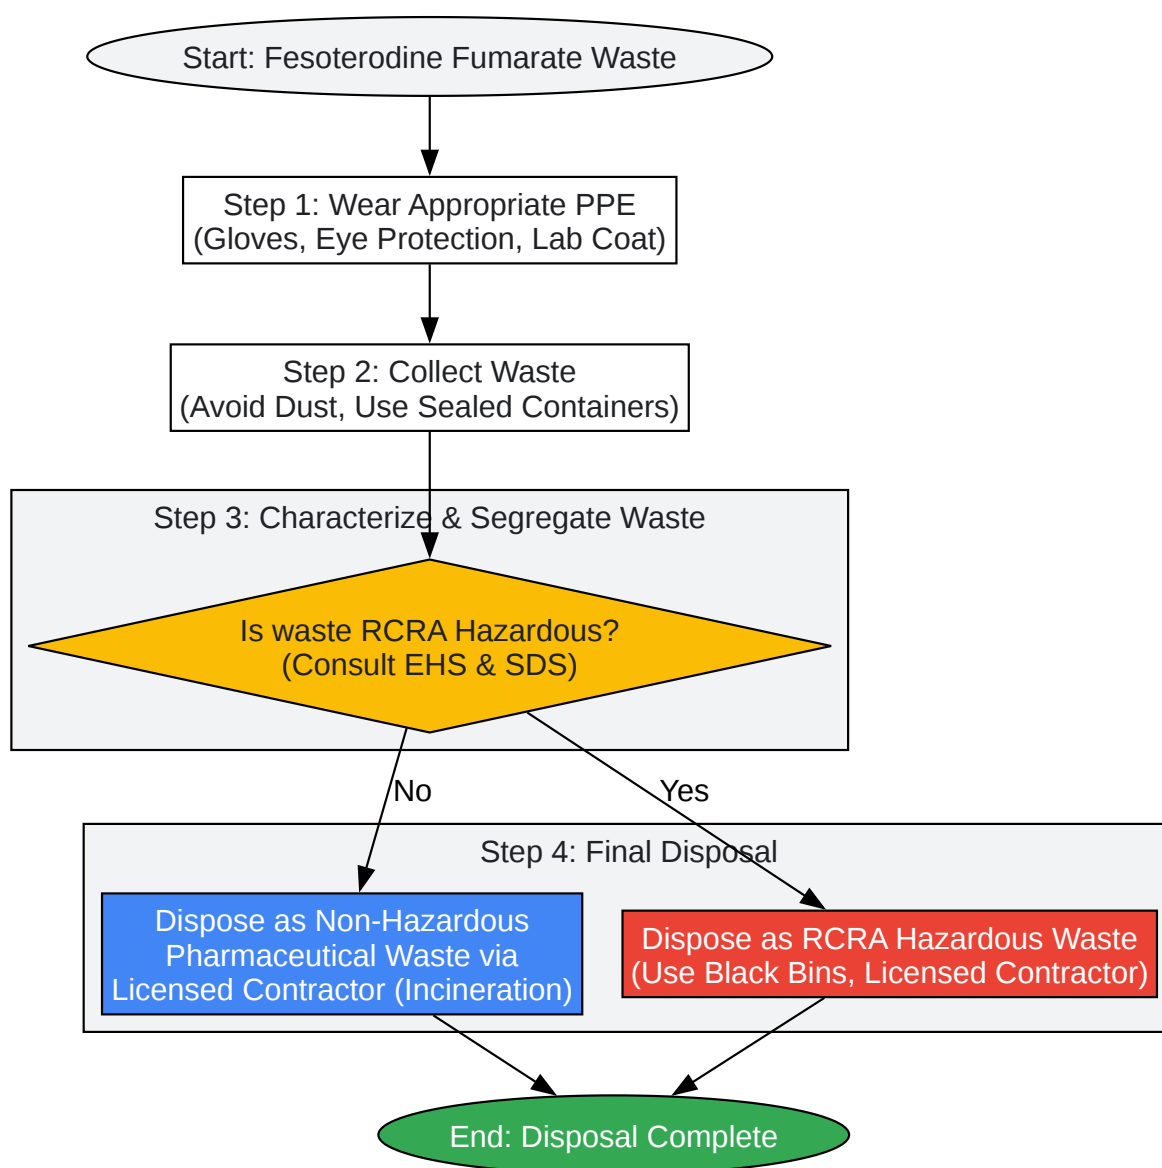 Start: Fesoterodine Fumarate Waste
Step 1: Wear Appropriate PPE
(Gloves, Eye Protection, Lab Coat)
Step 2: Collect Waste
(Avoid Dust, Use Sealed Containers)
Step 3: Characterize & Segregate Waste
Is waste RCRA Hazardous?
(Consult EHS & SDS)
No
Yes
Step 4: Final Disposal
Dispose as Non-Hazardous
Pharmaceutical Waste via
Licensed Contractor (Incineration)
Dispose as RCRA Hazardous Waste
(Use Black Bins, Licensed Contractor)
End: Disposal Complete